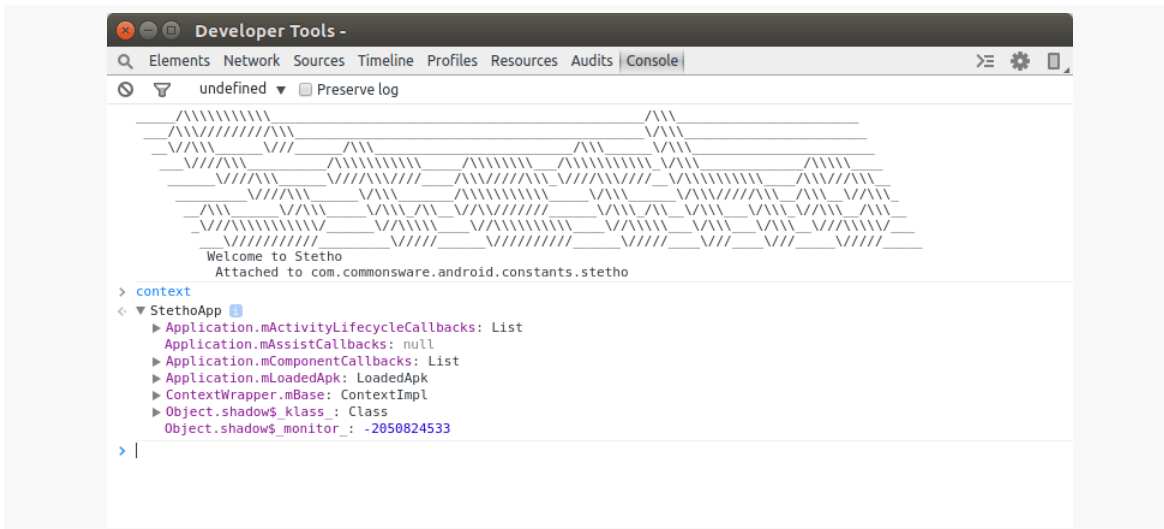 Developer Tools -
Elements Network Sources Timeline Profiles Resources Audits Console
undefined ▼ Preserve log
Welcome to Stetho
Attached to com.commonsware.android.constants.stetho
> context
StethoApp i
Application.mActivityLifecycleCallbacks: List
Application.mAssistCallbacks: null
Application.mComponentCallbacks: List
Application.mLoadedApk: LoadedApk
ContextWrapper.mBase: ContextImpl
Object.shadow$_klass_: Class
Object.shadow$_monitor_: -2050824533
>